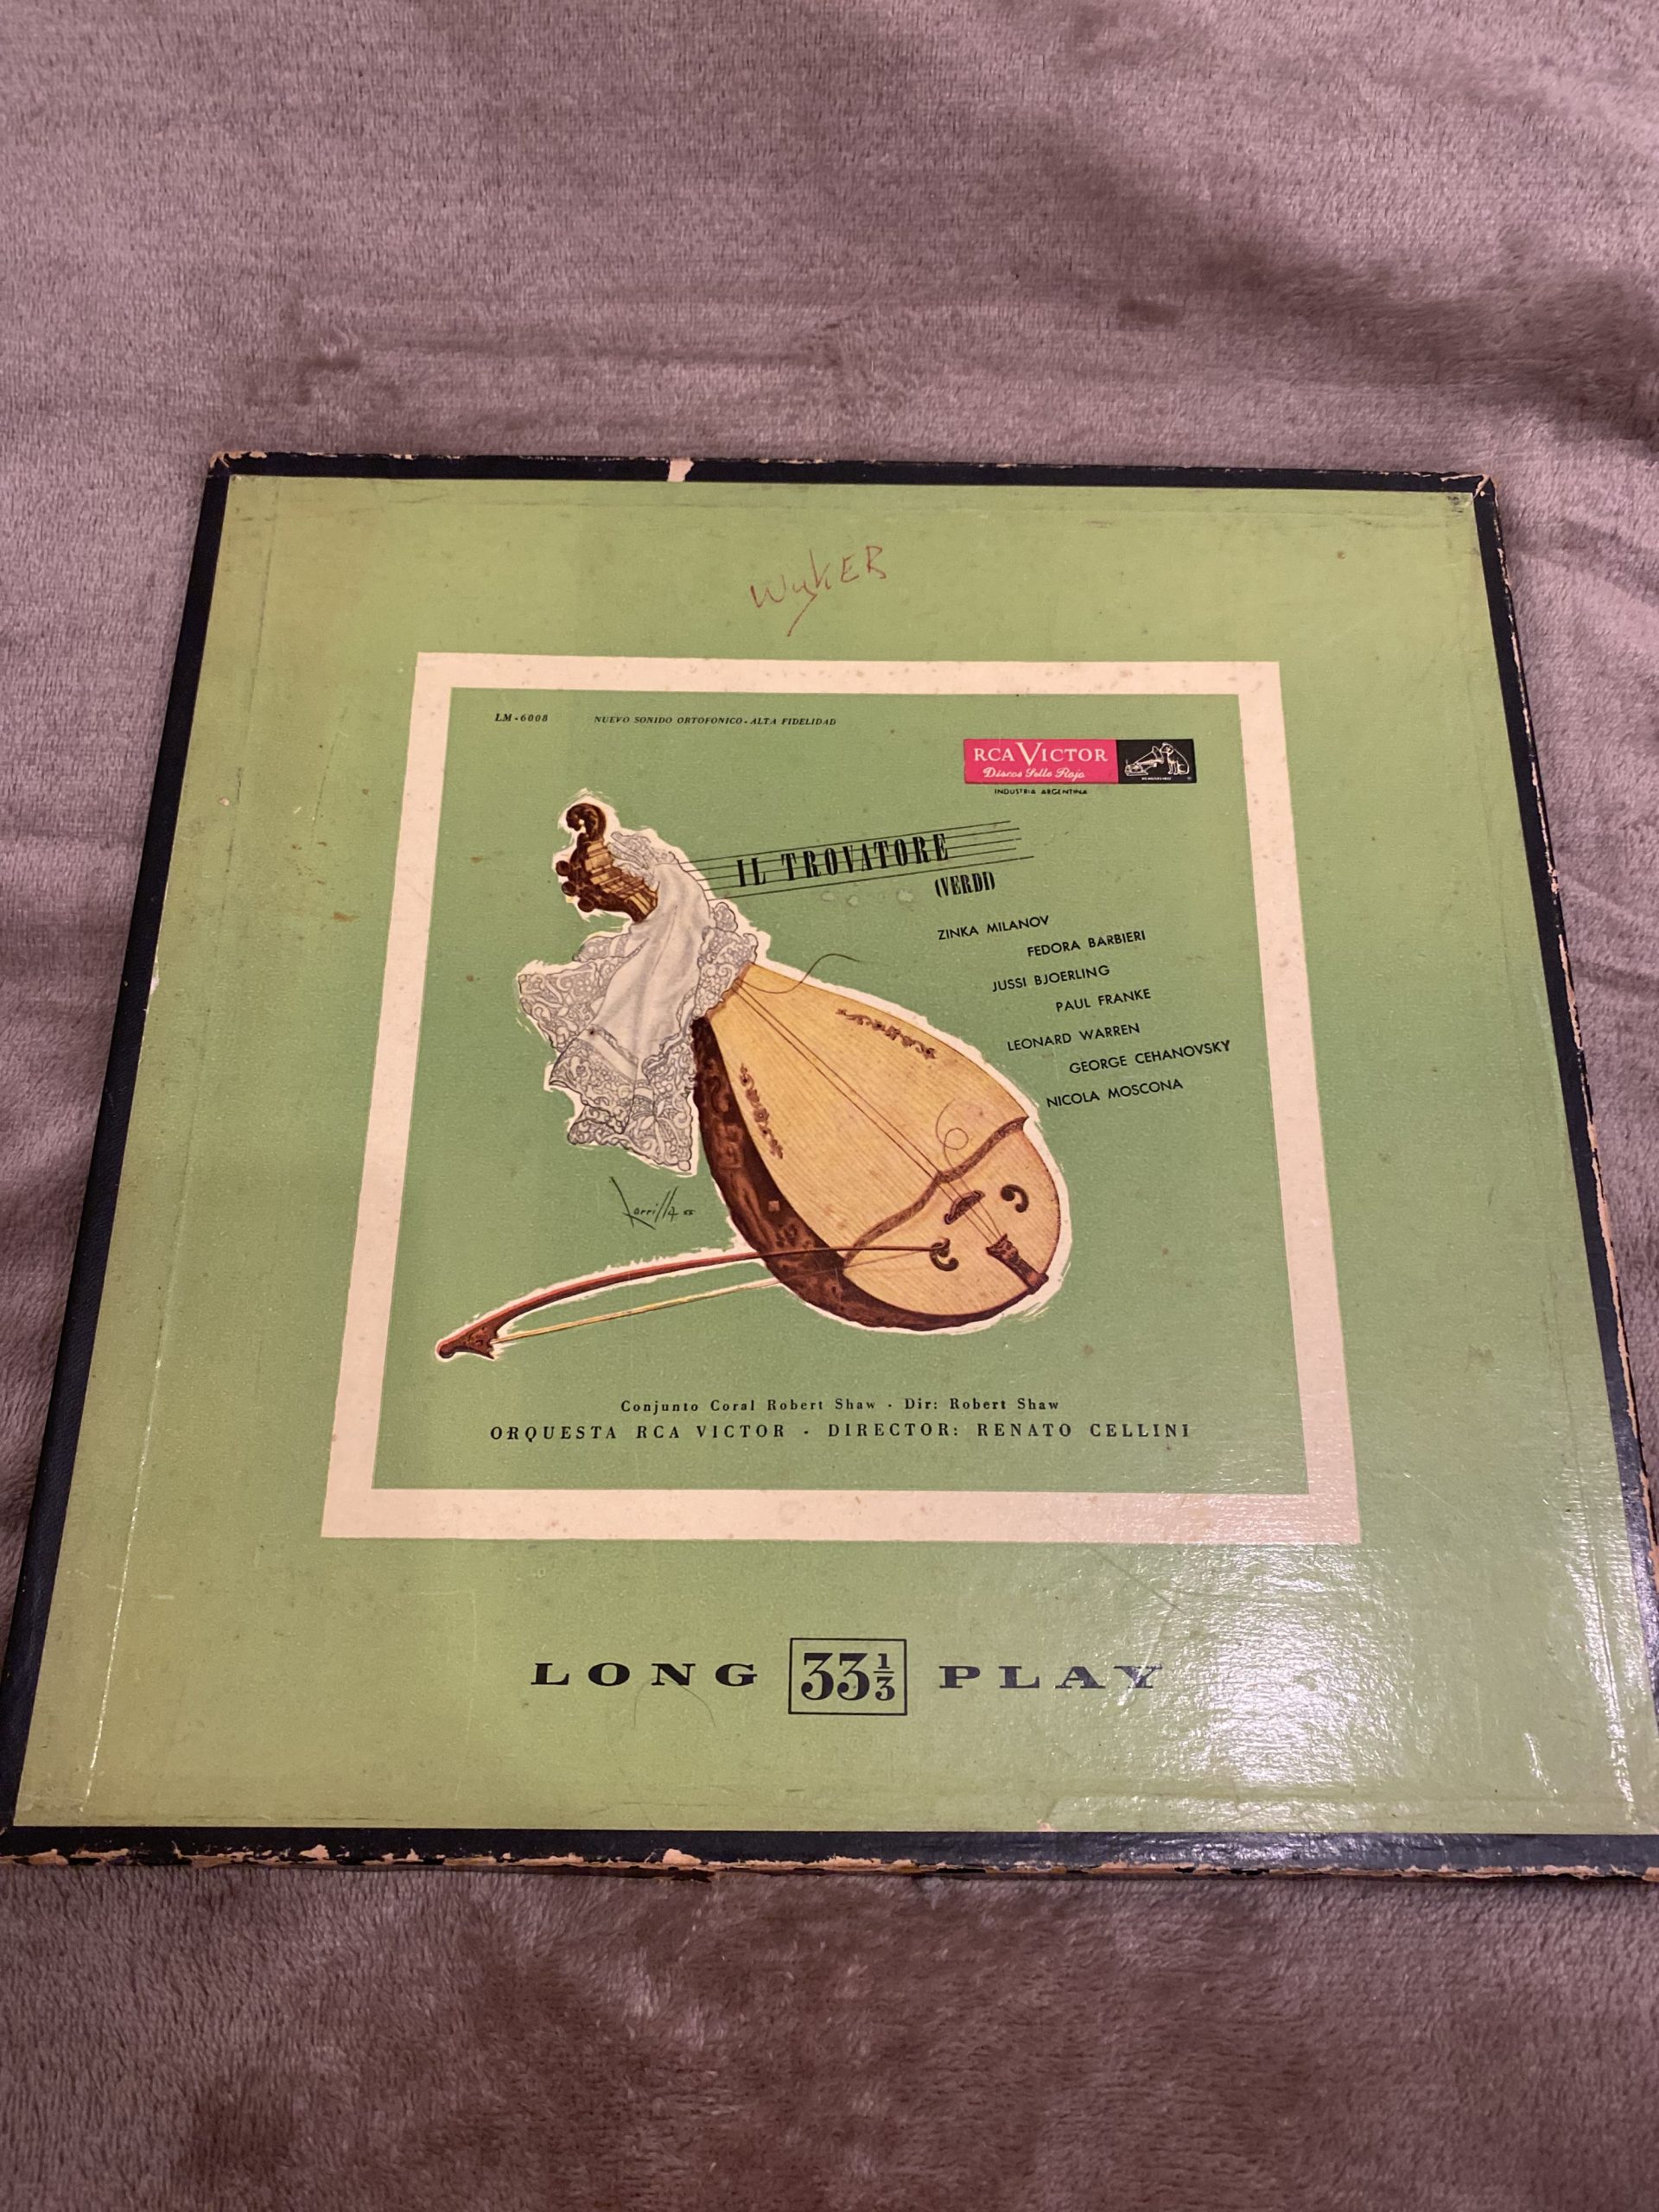 LM-6008 NUEVO SONIDO ORTOFONICO - ALTA FIDELIDAD
RCA VICTOR
Discos Sello Rojo
INDUSTRIA ARGENTINA
IL TROVATORE
(VERDI)
ZINKA MILANOV
FEDORA BARBIERI
JUSSI BJOERLING
PAUL FRANKE
LEONARD WARREN
GEORGE CEHANOVSKY
NICOLA MOSCONA
Conjunto Coral Robert Shaw - Dir: Robert Shaw
ORQUESTA RCA VICTOR - DIRECTOR: RENATO CELLINI
LONG 33⅓ PLAY